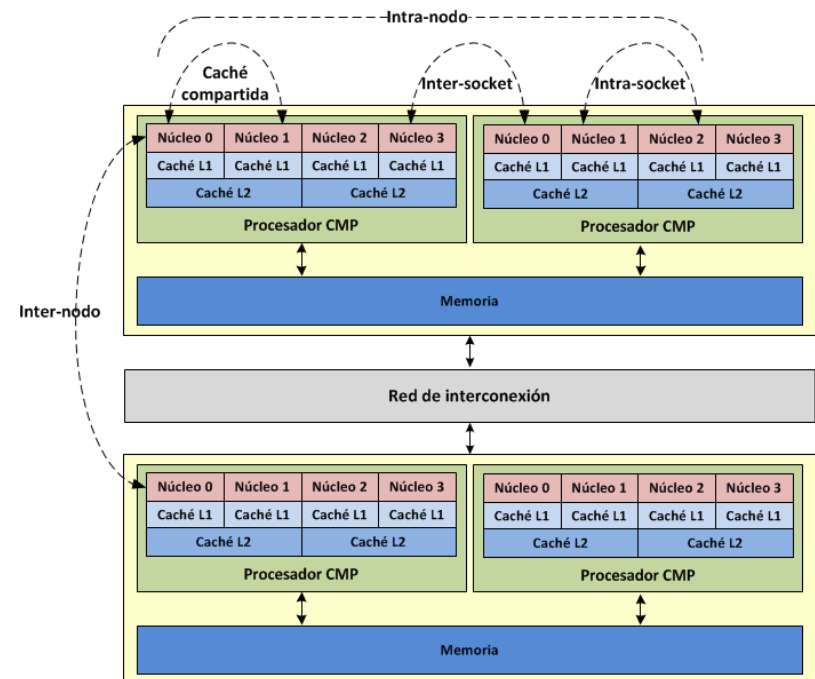 Intra-nodo
Caché
compartida
Inter-socket
Intra-socket
Núcleo 0 Núcleo 1 Núcleo 2 Núcleo 3
Caché L1 Caché L1 Caché L1 Caché L1
Caché L2 Caché L2
Procesador CMP
Núcleo 0 Núcleo 1 Núcleo 2 Núcleo 3
Caché L1 Caché L1 Caché L1 Caché L1
Caché L2 Caché L2
Procesador CMP
Memoria
Inter-nodo
Red de interconexión
Núcleo 0 Núcleo 1 Núcleo 2 Núcleo 3
Caché L1 Caché L1 Caché L1 Caché L1
Caché L2 Caché L2
Procesador CMP
Núcleo 0 Núcleo 1 Núcleo 2 Núcleo 3
Caché L1 Caché L1 Caché L1 Caché L1
Caché L2 Caché L2
Procesador CMP
Memoria